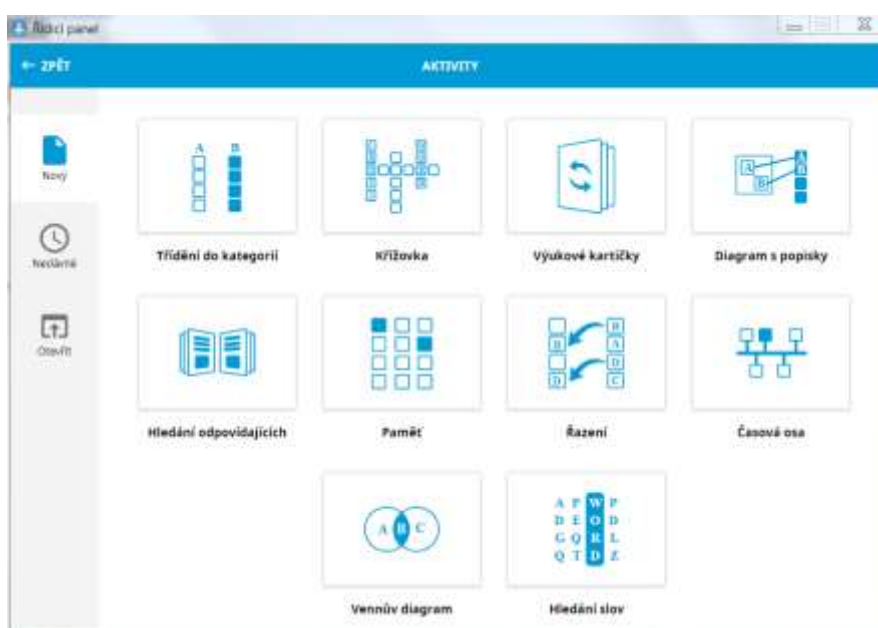 Řídicí panel
← ZPĚT
AKTIVITY
Nový
Nedávné
Otevřít
A B
Třídění do kategorií
Křížovka
Výukové kartičky
A
B
A
B
Diagram s popisky
Hledání odpovídajících
Paměť
B
B A
D
D C
Řazení
Časová osa
A B C
Vennův diagram
A P W P
D E O D
G Q R L
Q T D Z
Hledání slov